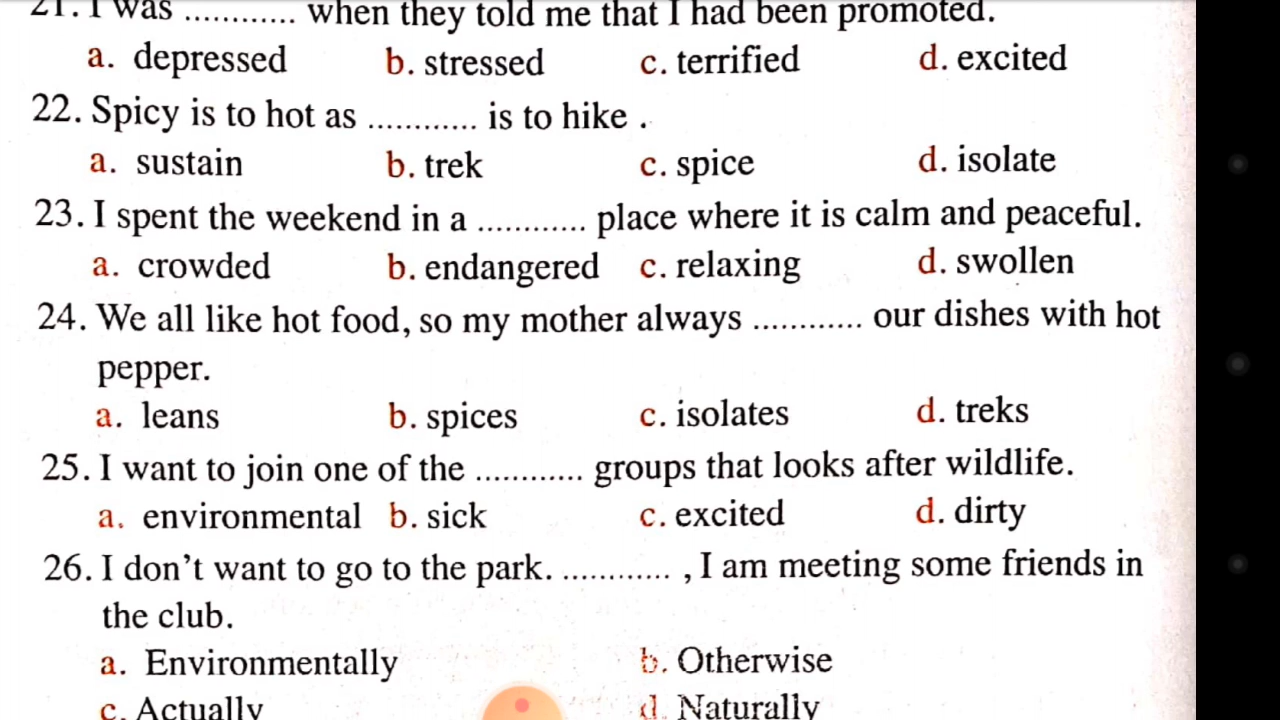 21. I was ............ when they told me that I had been promoted.
a. depressed b. stressed c. terrified d. excited
22. Spicy is to hot as ............ is to hike .
a. sustain b. trek c. spice d. isolate
23. I spent the weekend in a ............ place where it is calm and peaceful.
a. crowded b. endangered c. relaxing d. swollen
24. We all like hot food, so my mother always ............ our dishes with hot
pepper.
a. leans b. spices c. isolates d. treks
25. I want to join one of the ............ groups that looks after wildlife.
a. environmental b. sick c. excited d. dirty
26. I don't want to go to the park. ............ , I am meeting some friends in
the club.
a. Environmentally b. Otherwise
c. Actually d. Naturally